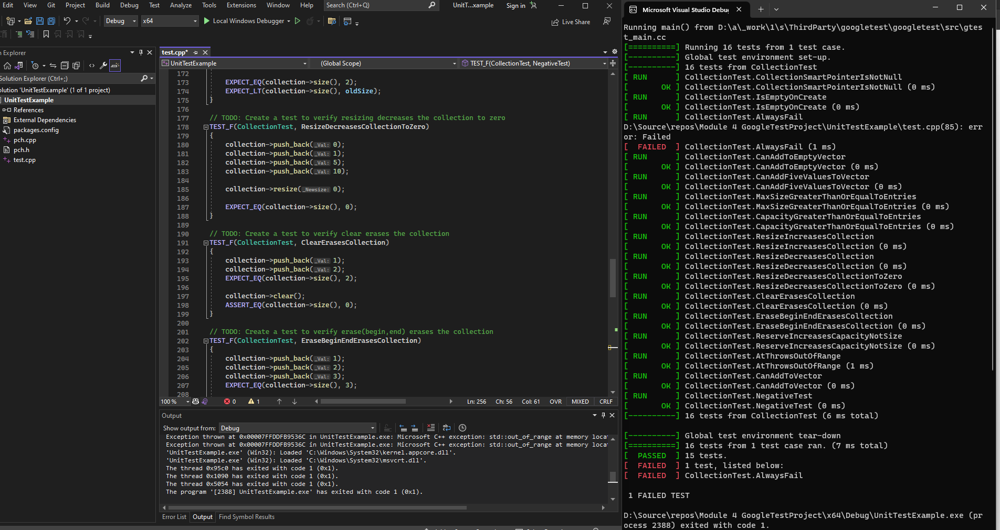 Edit View Git Project Build Debug Test Analyze Tools Extensions Window Help Search (Ctrl+Q) UnitT...xample Sign in
Debug x64 Local Windows Debugger Live Share
Explorer
Solution Explorer (Ctrl+;)
olution 'UnitTestExample' (1 of 1 project)
UnitTestExample
References
External Dependencies
packages.config
pch.cpp
pch.h
test.cpp
test.cpp*
UnitTestExample (Global Scope) TEST_F(CollectionTest, NegativeTest)
172
173 EXPECT_EQ(collection->size(), 2);
174 EXPECT_LT(collection->size(), oldSize);
175 }
176
177 // TODO: Create a test to verify resizing decreases the collection to zero
178 TEST_F(CollectionTest, ResizeDecreasesCollectionToZero)
179 {
180 collection->push_back(_Val: 0);
181 collection->push_back(_Val: 1);
182 collection->push_back(_Val: 5);
183 collection->push_back(_Val: 10);
184
185 collection->resize(_Newsize: 0);
186
187 EXPECT_EQ(collection->size(), 0);
188 }
189
190 // TODO: Create a test to verify clear erases the collection
191 TEST_F(CollectionTest, ClearErasesCollection)
192 {
193 collection->push_back(_Val: 1);
194 collection->push_back(_Val: 2);
195 EXPECT_EQ(collection->size(), 2);
196
197 collection->clear();
198 ASSERT_EQ(collection->size(), 0);
199 }
200
201 // TODO: Create a test to verify erase(begin,end) erases the collection
202 TEST_F(CollectionTest, EraseBeginEndErasesCollection)
203 {
204 collection->push_back(_Val: 1);
205 collection->push_back(_Val: 2);
206 collection->push_back(_Val: 3);
207 EXPECT_EQ(collection->size(), 3);
208
100 % 0 1 Ln: 256 Ch: 56 Col: 61 OVR MIXED CRLF
Output
Show output from: Debug
Exception thrown at 0x00007FFDDFB9536C in UnitTestExample.exe: Microsoft C++ exception: std::out_of_range at memory locat
Exception thrown at 0x00007FFDDFB9536C in UnitTestExample.exe: Microsoft C++ exception: std::out_of_range at memory locat
'UnitTestExample.exe' (Win32): Loaded 'C:\Windows\System32\kernel.appcore.dll'.
'UnitTestExample.exe' (Win32): Loaded 'C:\Windows\System32\msvcrt.dll'.
The thread 0x95c0 has exited with code 1 (0x1).
The thread 0x1090 has exited with code 1 (0x1).
The thread 0x5054 has exited with code 1 (0x1).
The program '[2388] UnitTestExample.exe' has exited with code 1 (0x1).
Error List Output Find Symbol Results
Microsoft Visual Studio Debug
Running main() from D:\a\_work\1\s\ThirdParty\googletest\googletest\src\gtes
t_main.cc
[==========] Running 16 tests from 1 test case.
[----------] Global test environment set-up.
[----------] 16 tests from CollectionTest
[ RUN      ] CollectionTest.CollectionSmartPointerIsNotNull
[       OK ] CollectionTest.CollectionSmartPointerIsNotNull (0 ms)
[ RUN      ] CollectionTest.IsEmptyOnCreate
[       OK ] CollectionTest.IsEmptyOnCreate (0 ms)
[ RUN      ] CollectionTest.AlwaysFail
D:\Source\repos\Module 4 GoogleTestProject\UnitTestExample\test.cpp(85): err
or: Failed
[  FAILED  ] CollectionTest.AlwaysFail (1 ms)
[ RUN      ] CollectionTest.CanAddToEmptyVector
[       OK ] CollectionTest.CanAddToEmptyVector (0 ms)
[ RUN      ] CollectionTest.CanAddFiveValuesToVector
[       OK ] CollectionTest.CanAddFiveValuesToVector (0 ms)
[ RUN      ] CollectionTest.MaxSizeGreaterThanOrEqualToEntries
[       OK ] CollectionTest.MaxSizeGreaterThanOrEqualToEntries (0 ms)
[ RUN      ] CollectionTest.CapacityGreaterThanOrEqualToEntries
[       OK ] CollectionTest.CapacityGreaterThanOrEqualToEntries (0 ms)
[ RUN      ] CollectionTest.ResizeIncreasesCollection
[       OK ] CollectionTest.ResizeIncreasesCollection (0 ms)
[ RUN      ] CollectionTest.ResizeDecreasesCollection
[       OK ] CollectionTest.ResizeDecreasesCollection (0 ms)
[ RUN      ] CollectionTest.ResizeDecreasesCollectionToZero
[       OK ] CollectionTest.ResizeDecreasesCollectionToZero (0 ms)
[ RUN      ] CollectionTest.ClearErasesCollection
[       OK ] CollectionTest.ClearErasesCollection (0 ms)
[ RUN      ] CollectionTest.EraseBeginEndErasesCollection
[       OK ] CollectionTest.EraseBeginEndErasesCollection (0 ms)
[ RUN      ] CollectionTest.ReserveIncreasesCapacityNotSize
[       OK ] CollectionTest.ReserveIncreasesCapacityNotSize (0 ms)
[ RUN      ] CollectionTest.AtThrowsOutOfRange
[       OK ] CollectionTest.AtThrowsOutOfRange (1 ms)
[ RUN      ] CollectionTest.CanAddToVector
[       OK ] CollectionTest.CanAddToVector (0 ms)
[ RUN      ] CollectionTest.NegativeTest
[       OK ] CollectionTest.NegativeTest (0 ms)
[----------] 16 tests from CollectionTest (6 ms total)
[----------] Global test environment tear-down
[==========] 16 tests from 1 test case ran. (7 ms total)
[  PASSED  ] 15 tests.
[  FAILED  ] 1 test, listed below:
[  FAILED  ] CollectionTest.AlwaysFail
1 FAILED TEST
D:\Source\repos\Module 4 GoogleTestProject\x64\Debug\UnitTestExample.exe (pr
ocess 2388) exited with code 1.